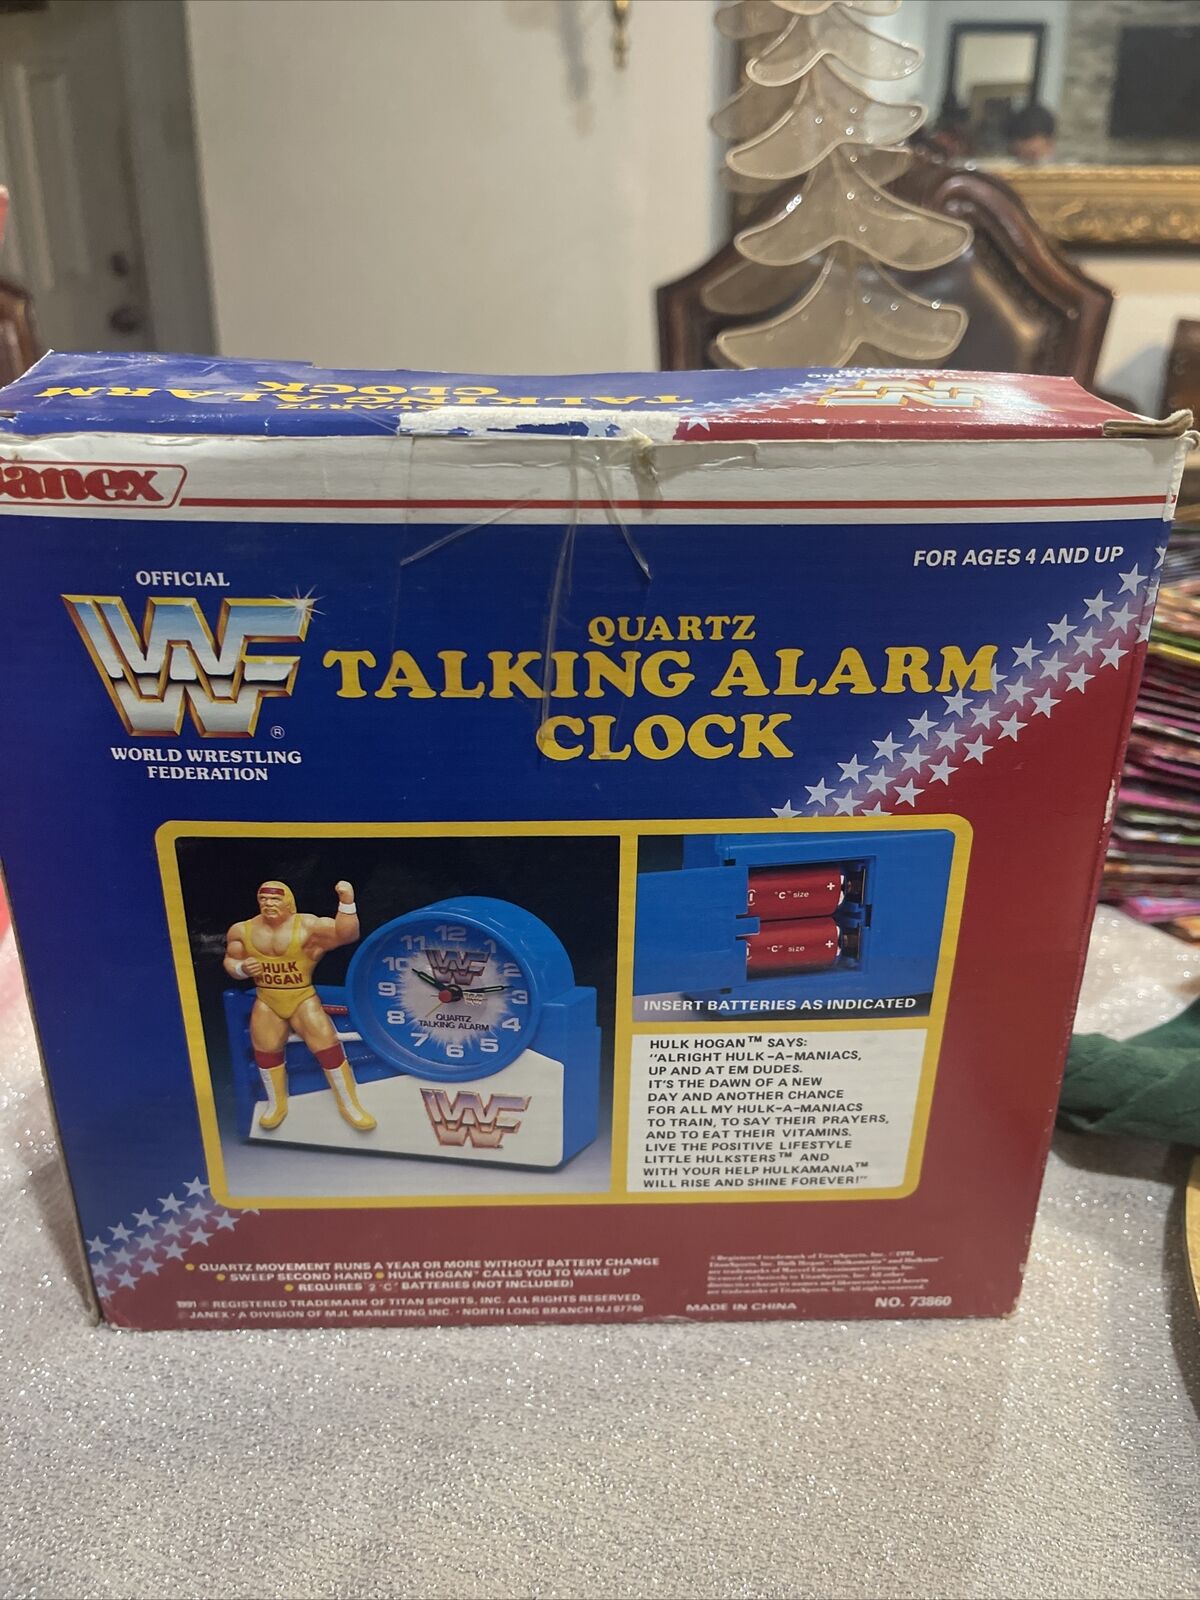 QUARTZ
TALKING ALARM
CLOCK
OFFICIAL
WF
Janex
FOR AGES 4 AND UP
OFFICIAL
WF
®
WORLD WRESTLING
FEDERATION
QUARTZ
TALKING ALARM
CLOCK
HULK
HOGAN
12
1
2
3
4
5
6
7
8
9
10
11
WF
QUARTZ
TALKING ALARM
WF
"C" size
+
"C" size
+
INSERT BATTERIES AS INDICATED
HULK HOGAN™ SAYS:
"ALRIGHT HULK-A-MANIACS,
UP AND AT EM DUDES.
IT'S THE DAWN OF A NEW
DAY AND ANOTHER CHANCE
FOR ALL MY HULK-A-MANIACS
TO TRAIN, TO SAY THEIR PRAYERS,
AND TO EAT THEIR VITAMINS.
LIVE THE POSITIVE LIFESTYLE
LITTLE HULKSTERS™ AND
WITH YOUR HELP HULKAMANIA™
WILL RISE AND SHINE FOREVER!"
• QUARTZ MOVEMENT RUNS A YEAR OR MORE WITHOUT BATTERY CHANGE
• SWEEP SECOND HAND • HULK HOGAN™ CALLS YOU TO WAKE UP
• REQUIRES 2 "C" BATTERIES (NOT INCLUDED)
1991 ® REGISTERED TRADEMARK OF TITAN SPORTS, INC. ALL RIGHTS RESERVED.
© JANEX • A DIVISION OF MJL MARKETING INC. • NORTH LONG BRANCH NJ 07740
MADE IN CHINA
NO. 73860